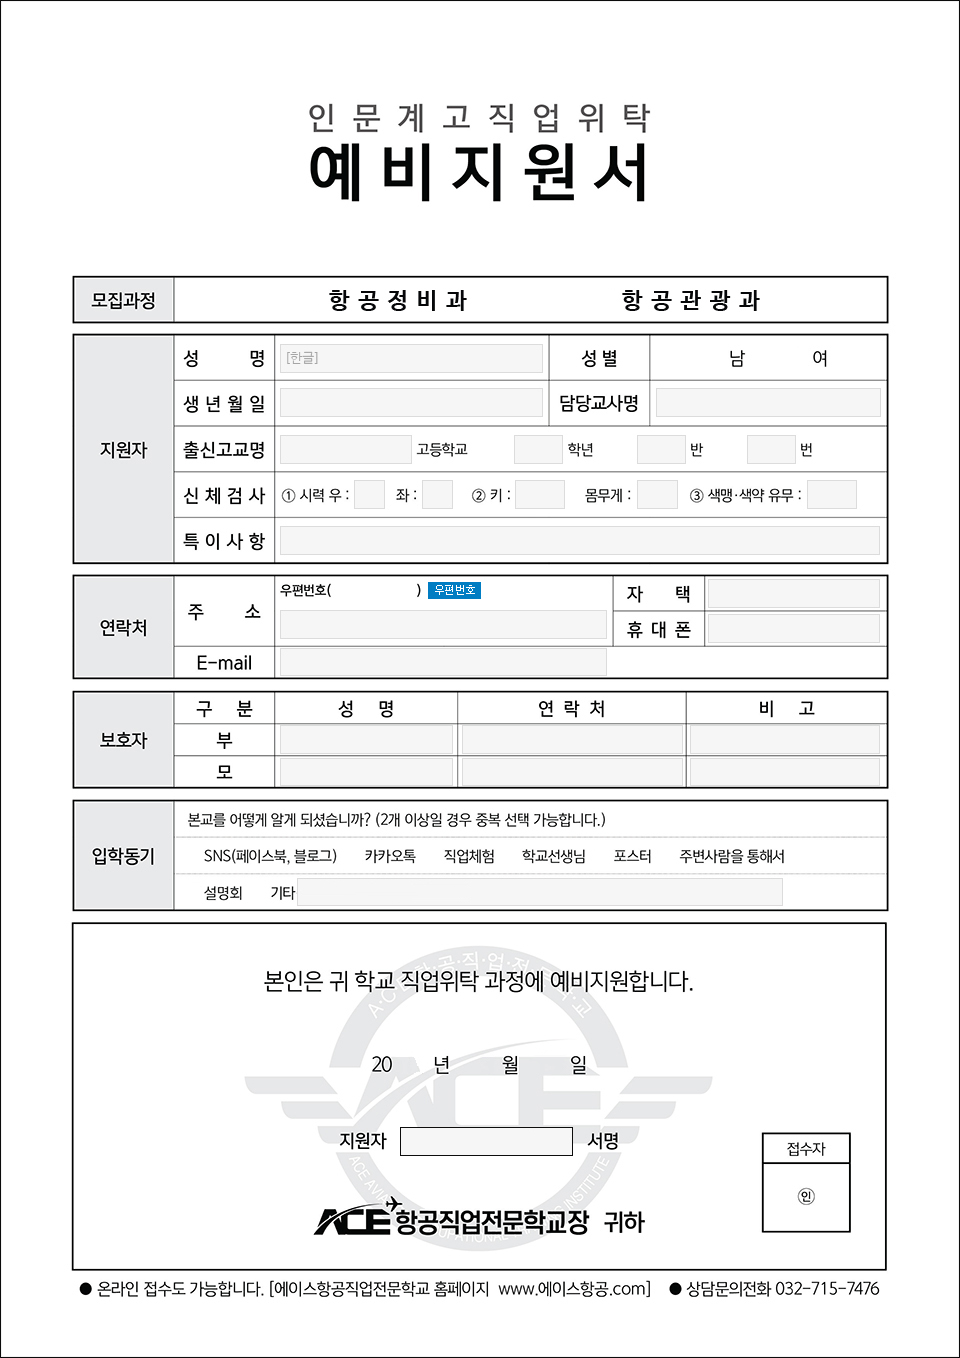 인문계고직업위탁
예비지원서
모집과정 항공정비과 항공관광과
지원자
성 명 [한글] 성별 남 여
생년월일 담당교사명
출신고교명 고등학교 학년 반 번
신체검사 ① 시력 우 : 좌 : ② 키 : 몸무게 : ③ 색맹·색약 유무 :
특이사항
연락처
주 소 우편번호( ) 우편번호 자 택
휴대폰
E-mail
보호자
구 분 성 명 연락처 비 고
부
모
입학동기
본교를 어떻게 알게 되셨습니까? (2개 이상일 경우 중복 선택 가능합니다.)
SNS(페이스북, 블로그) 카카오톡 직업체험 학교선생님 포스터 주변사람을 통해서
설명회 기타
본인은 귀 학교 직업위탁 과정에 예비지원합니다.
20 년 월 일
ACE
지원자 서명
접수자
인
ACE 항공직업전문학교장 귀하
● 온라인 접수도 가능합니다. [에이스항공직업전문학교 홈페이지 www.에이스항공.com] ● 상담문의전화 032-715-7476